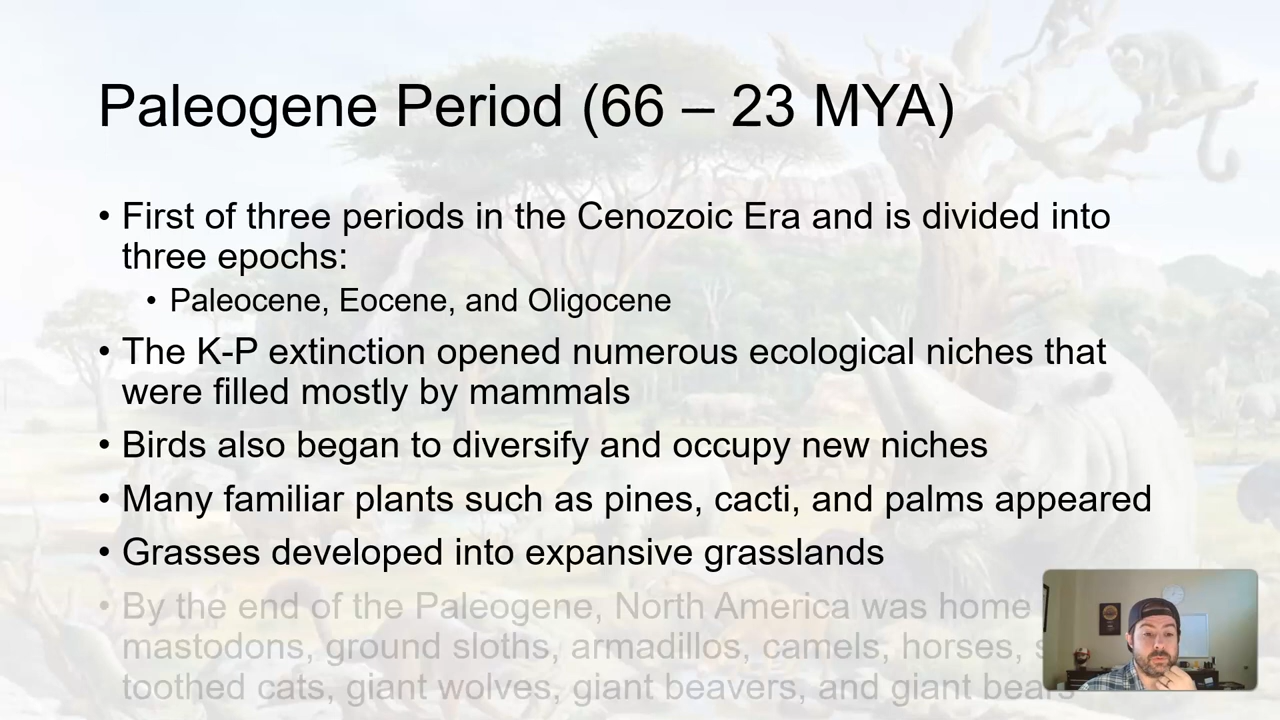 Paleogene Period (66 – 23 MYA)
• First of three periods in the Cenozoic Era and is divided into
three epochs:
• Paleocene, Eocene, and Oligocene
• The K-P extinction opened numerous ecological niches that
were filled mostly by mammals
• Birds also began to diversify and occupy new niches
• Many familiar plants such as pines, cacti, and palms appeared
• Grasses developed into expansive grasslands
• By the end of the Paleogene, North America was home
mastodons, ground sloths, armadillos, camels, horses,
toothed cats, giant wolves, giant beavers, and giant bears